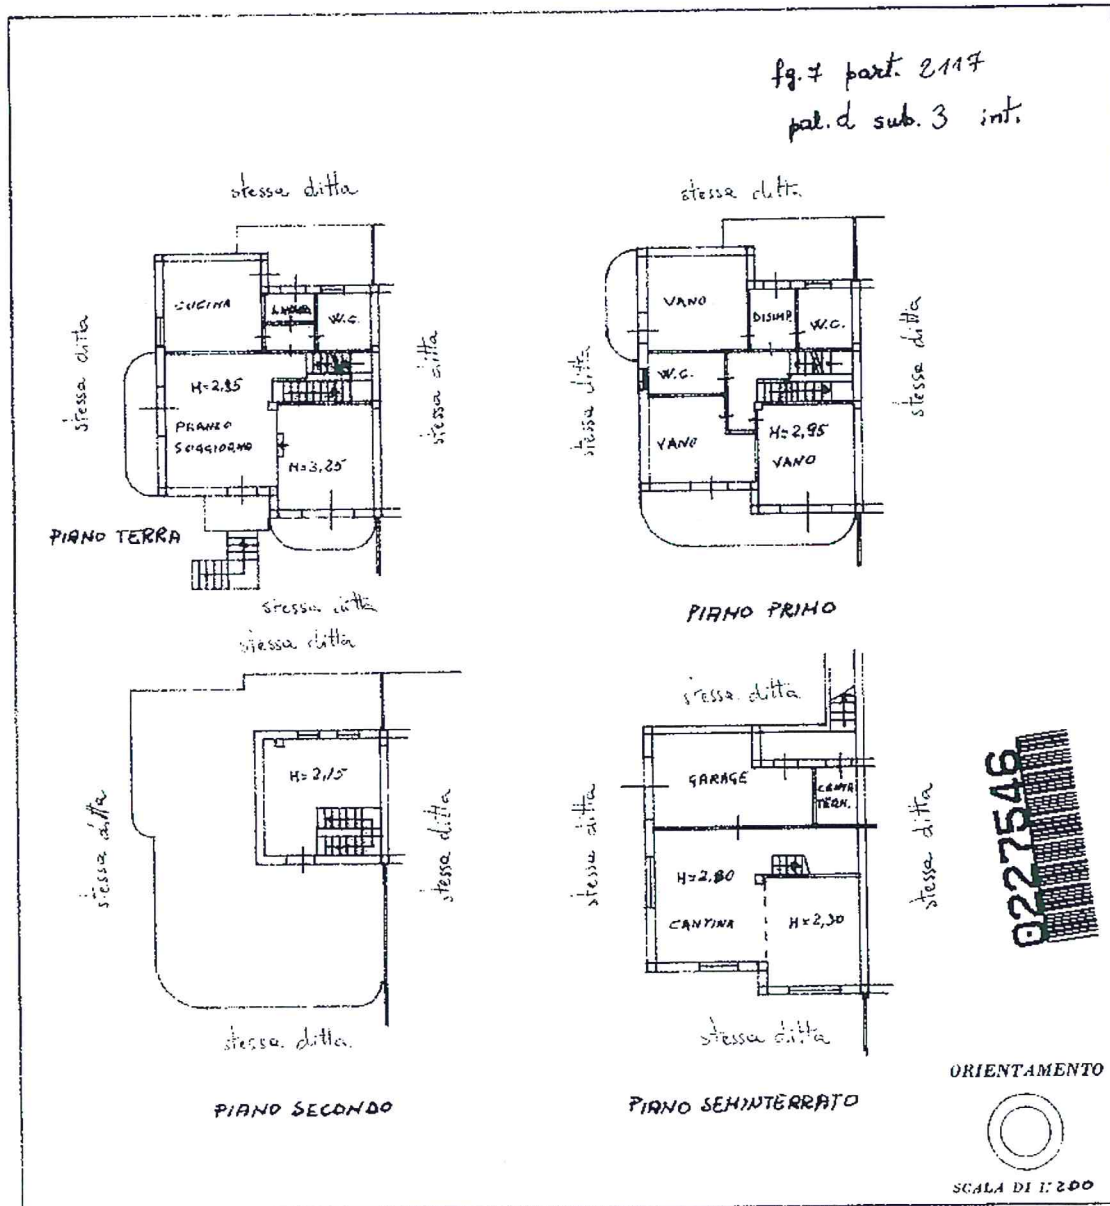 fg. 7 part. 2117
pal. d sub. 3 int.
stessa ditta
CUCINA
W.C.
stessa ditta
stessa ditta
H=2,95
PRANZO
SOGGIORNO
H=3,25
PIANO TERRA
stessa ditta
stessa ditta
VANO
DISIMP.
W.C.
stessa ditta
stessa ditta
W.C.
VANO
H=2,95
VANO
PIANO PRIMO
stessa ditta
H=2,15
stessa ditta
stessa ditta
stessa ditta
PIANO SECONDO
stessa ditta
GARAGE
CENTR.
TERM.
stessa ditta
stessa ditta
H=2,80
CANTINA
H=2,30
stessa ditta
PIANO SEMINTERRATO
0227546
ORIENTAMENTO
SCALA DI 1:200